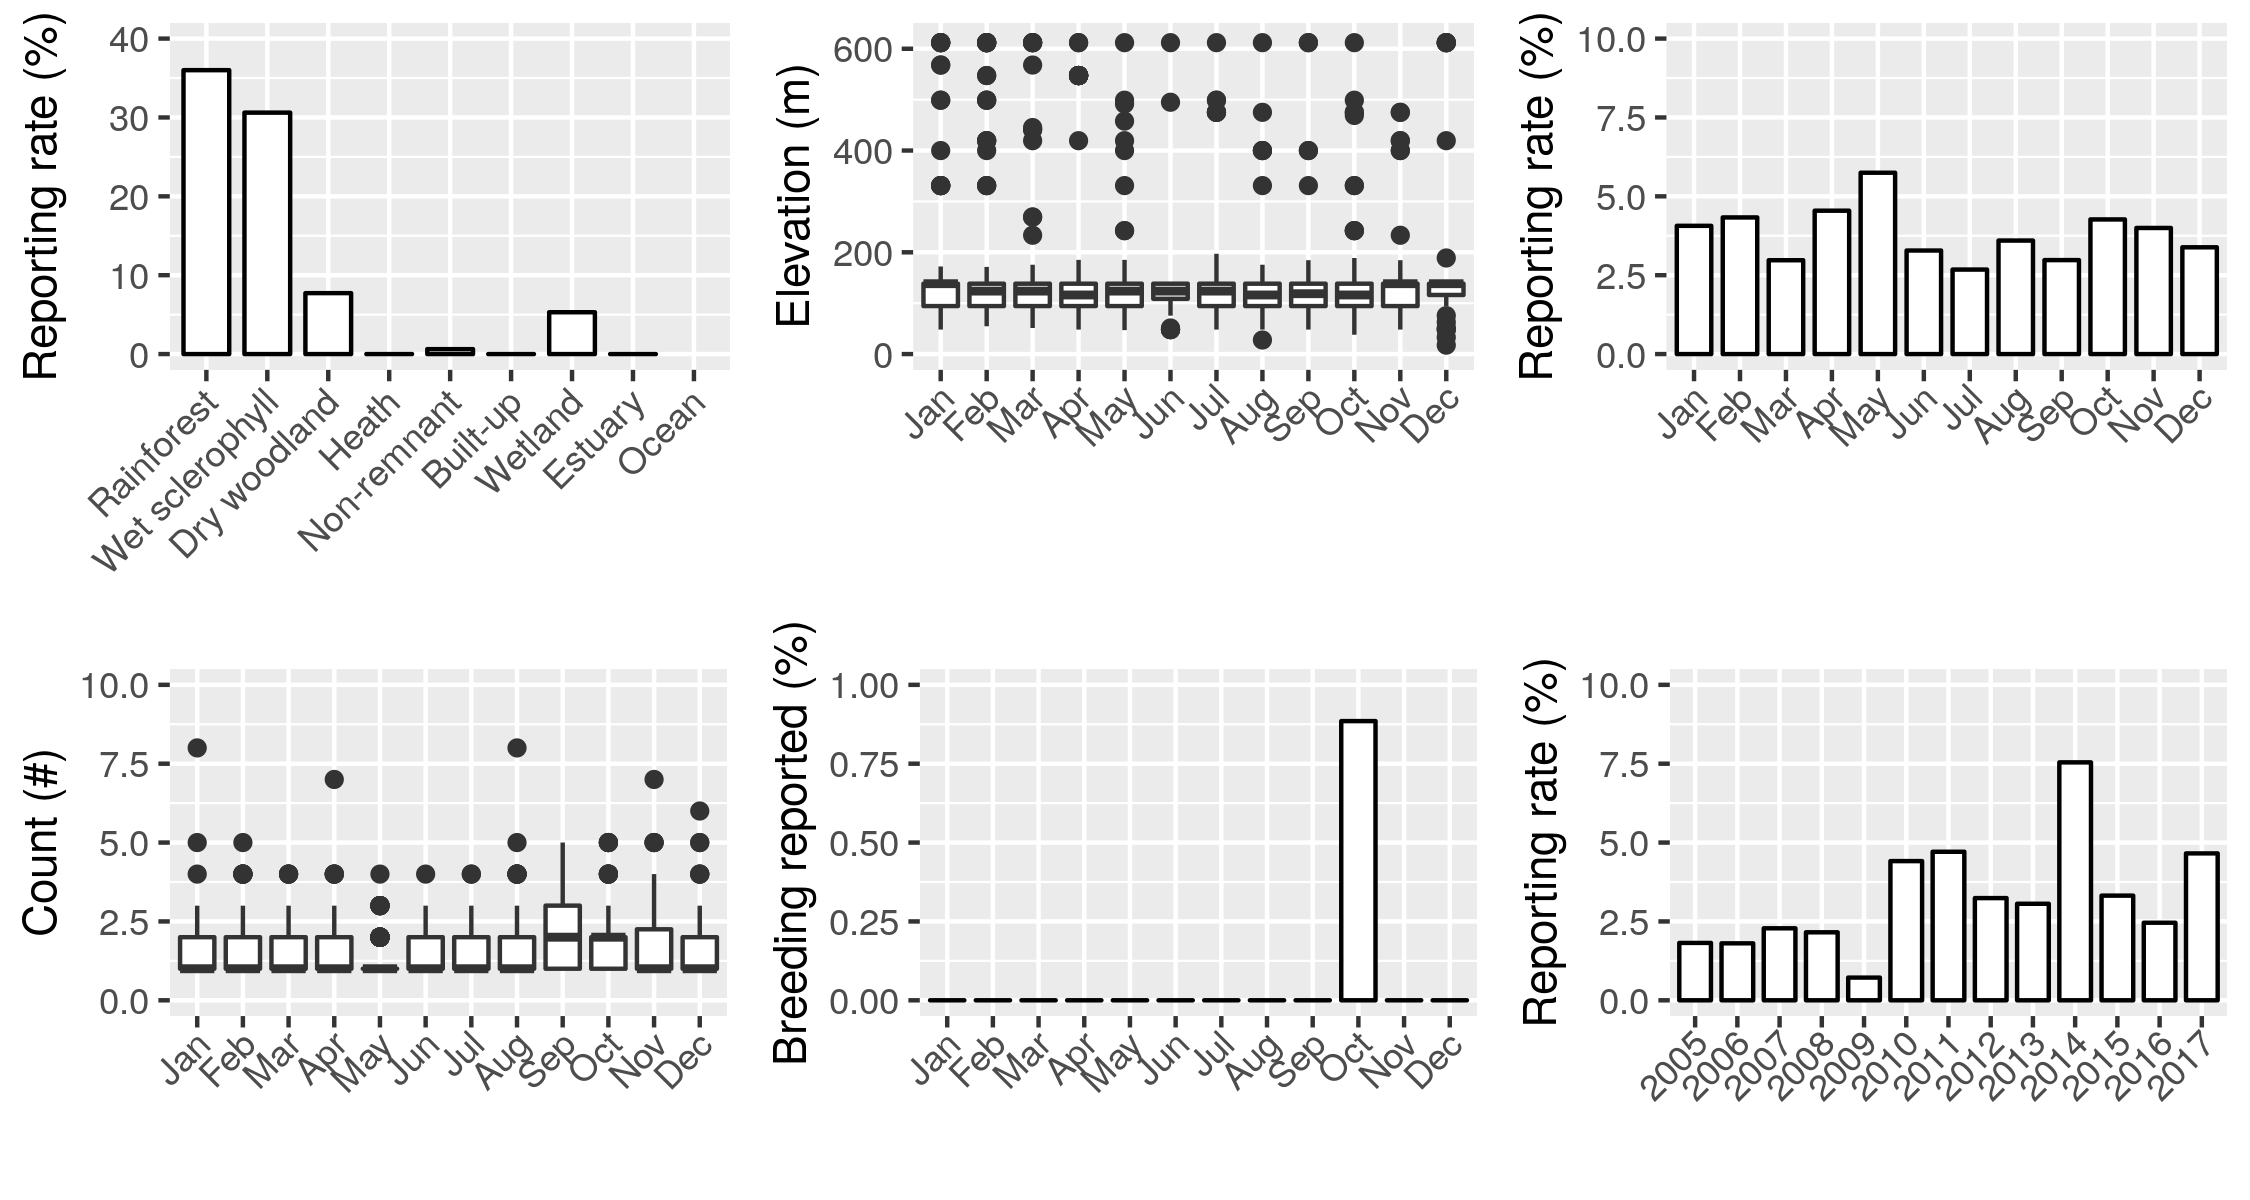 Reporting rate (%)
40
30
20
10
0
Rainforest
Wet sclerophyll
Dry woodland
Heath
Non-remnant
Built-up
Wetland
Estuary
Ocean
Elevation (m)
600
400
200
0
Jan
Feb
Mar
Apr
May
Jun
Jul
Aug
Sep
Oct
Nov
Dec
Reporting rate (%)
10.0
7.5
5.0
2.5
0.0
Jan
Feb
Mar
Apr
May
Jun
Jul
Aug
Sep
Oct
Nov
Dec
Count (#)
10.0
7.5
5.0
2.5
0.0
Jan
Feb
Mar
Apr
May
Jun
Jul
Aug
Sep
Oct
Nov
Dec
Breeding reported (%)
1.00
0.75
0.50
0.25
0.00
Jan
Feb
Mar
Apr
May
Jun
Jul
Aug
Sep
Oct
Nov
Dec
Reporting rate (%)
10.0
7.5
5.0
2.5
0.0
2005
2006
2007
2008
2009
2010
2011
2012
2013
2014
2015
2016
2017